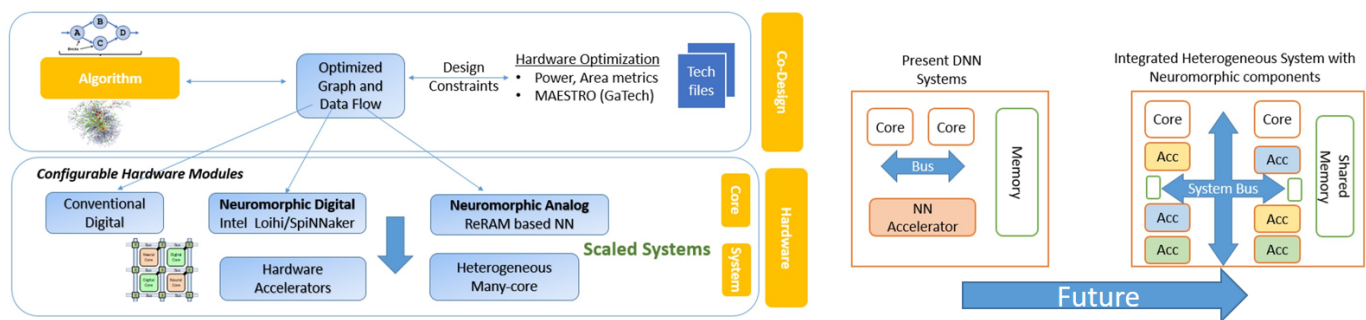 B
A
D
C
Algorithm
Optimized
Graph and
Data Flow
Design
Constraints
Hardware Optimization
• Power, Area metrics
• MAESTRO (GaTech)
Tech
files
Co-Design
Configurable Hardware Modules
Conventional
Digital
Neuromorphic Digital
Intel Loihi/SpiNNaker
Neuromorphic Analog
ReRAM based NN
Scaled Systems
Hardware
Accelerators
Heterogeneous
Many-core
Core
System
Hardware
Present DNN
Systems
Core
Core
Bus
NN
Accelerator
Memory
Integrated Heterogeneous System with
Neuromorphic components
Core
Core
Acc
Acc
System Bus
Acc
Acc
Acc
Acc
Shared
Memory
Future